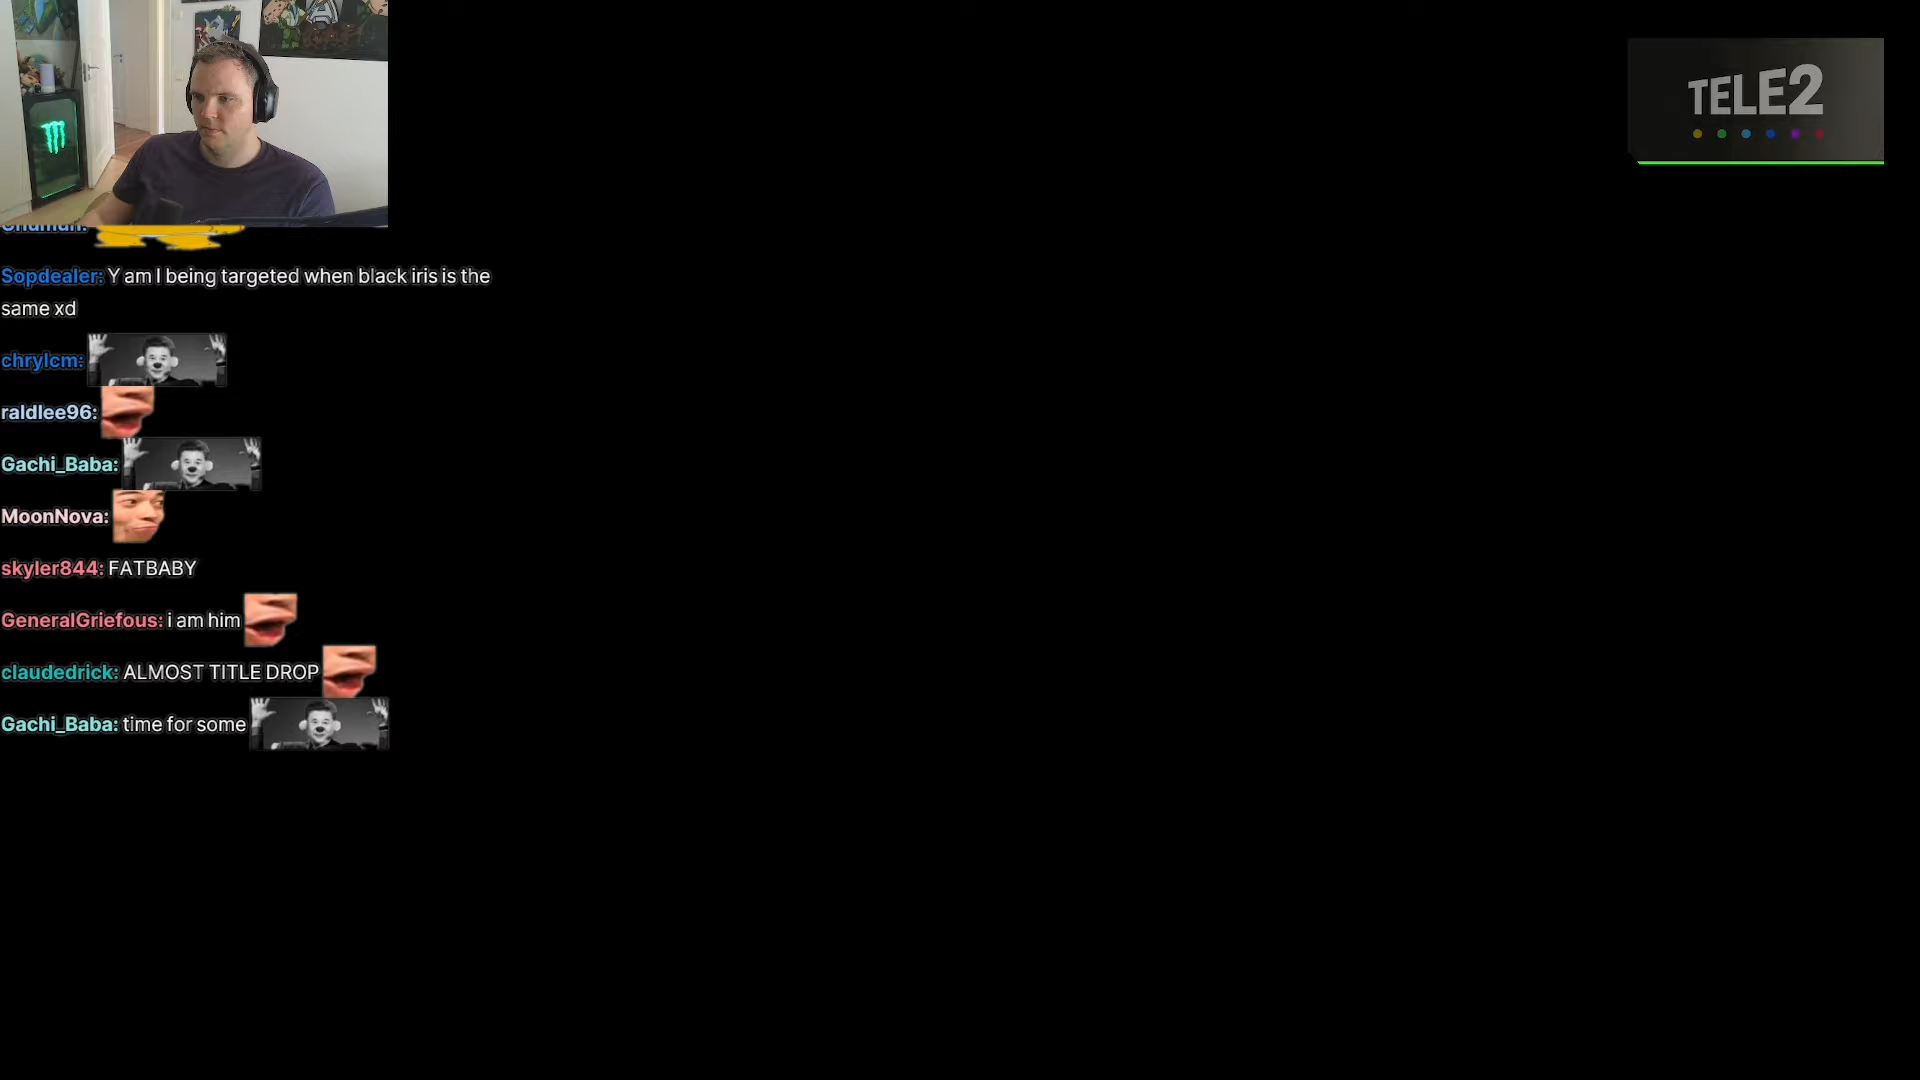 TELE2
Sopdealer: Y am I being targeted when black iris is the
same xd
chrylcm:
raldlee96:
Gachi_Baba:
MoonNova:
skyler844: FATBABY
GeneralGriefous: i am him
claudedrick: ALMOST TITLE DROP
Gachi_Baba: time for some